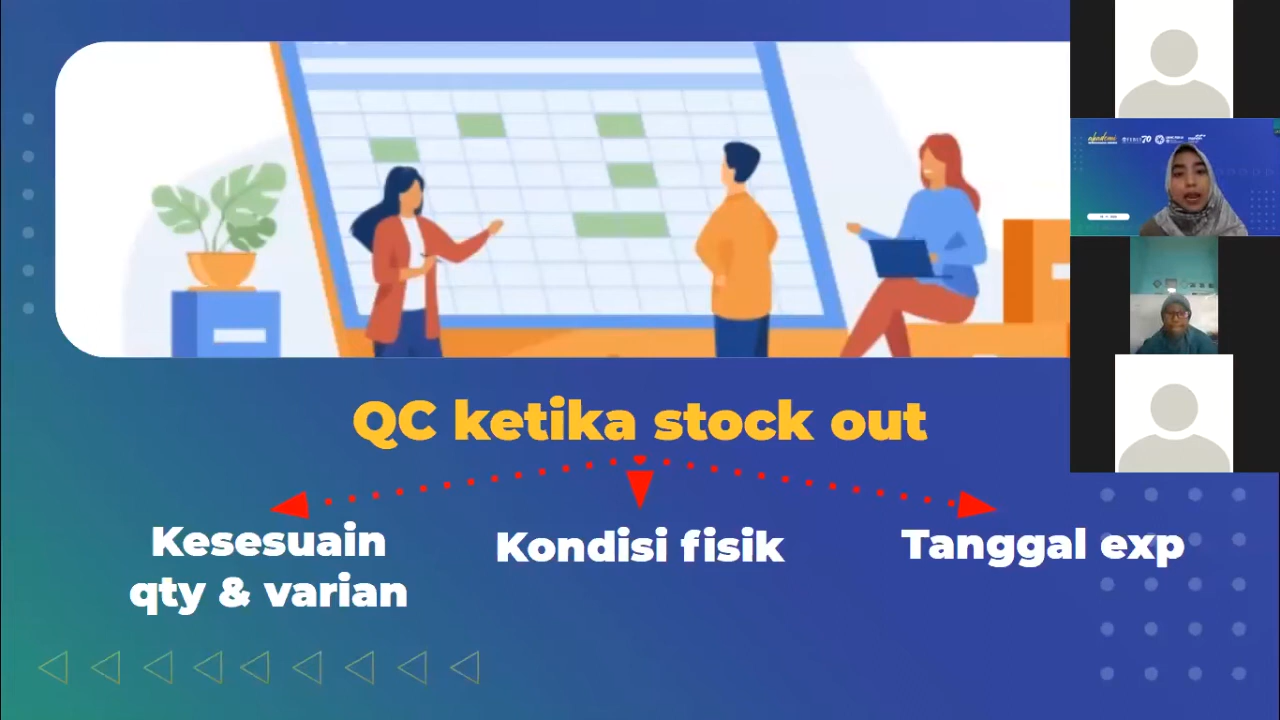 QC ketika stock out
Kesesuain
qty & varian
Kondisi fisik
Tanggal exp